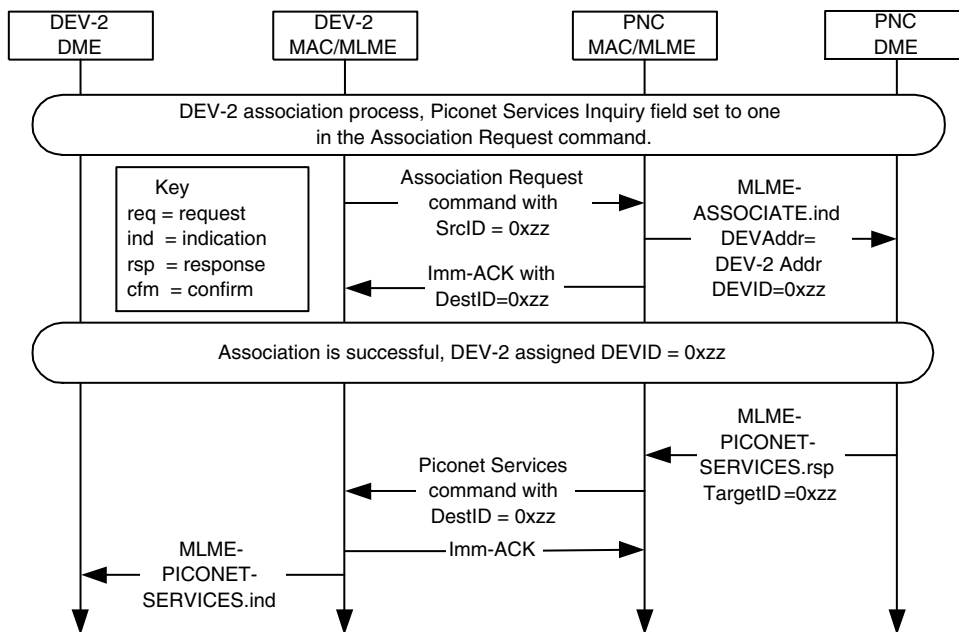 DEV-2
DME
DEV-2
MAC/MLME
PNC
MAC/MLME
PNC
DME
DEV-2 association process, Piconet Services Inquiry field set to one
in the Association Request command.
Key
req = request
ind = indication
rsp = response
cfm = confirm
Association Request
command with
SrcID = 0xzz
MLME-
ASSOCIATE.ind
DEVAddr=
DEV-2 Addr
DEVID=0xzz
Imm-ACK with
DestID=0xzz
Association is successful, DEV-2 assigned DEVID = 0xzz
MLME-
PICONET-
SERVICES.rsp
TargetID=0xzz
Piconet Services
command with
DestID = 0xzz
Imm-ACK
MLME-
PICONET-
SERVICES.ind